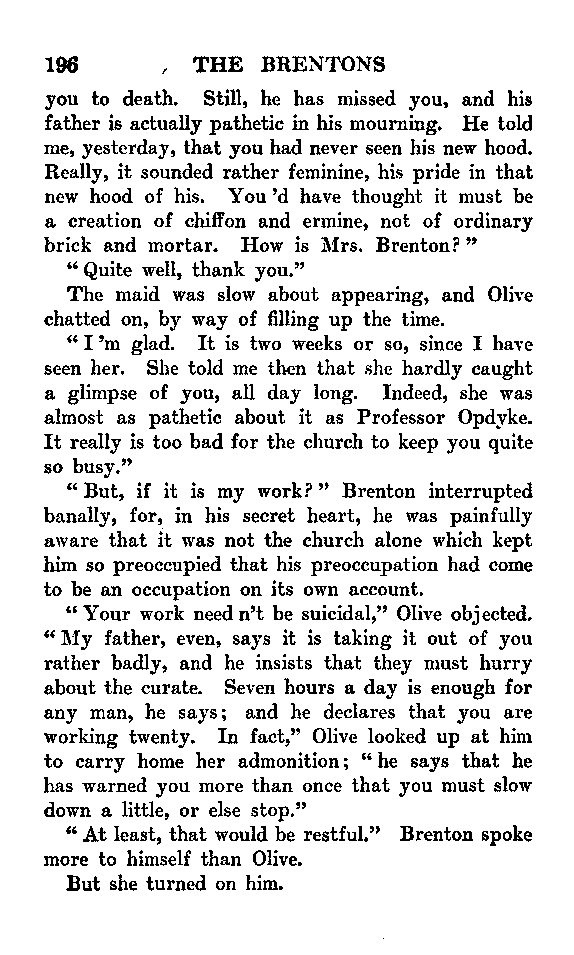 196 THE BRENTONS
you to death. Still, he has missed you, and his
father is actually pathetic in his mourning. He told
me, yesterday, that you had never seen his new hood.
Really, it sounded rather feminine, his pride in that
new hood of his. You 'd have thought it must be
a creation of chiffon and ermine, not of ordinary
brick and mortar. How is Mrs. Brenton?"
"Quite well, thank you."
The maid was slow about appearing, and Olive
chatted on, by way of filling up the time.
"I 'm glad. It is two weeks or so, since I have
seen her. She told me then that she hardly caught
a glimpse of you, all day long. Indeed, she was
almost as pathetic about it as Professor Opdyke.
It really is too bad for the church to keep you quite
so busy."
"But, if it is my work?" Brenton interrupted
banally, for, in his secret heart, he was painfully
aware that it was not the church alone which kept
him so preoccupied that his preoccupation had come
to be an occupation on its own account.
"Your work need n't be suicidal," Olive objected.
"My father, even, says it is taking it out of you
rather badly, and he insists that they must hurry
about the curate. Seven hours a day is enough for
any man, he says; and he declares that you are
working twenty. In fact," Olive looked up at him
to carry home her admonition; "he says that he
has warned you more than once that you must slow
down a little, or else stop."
"At least, that would be restful." Brenton spoke
more to himself than Olive.
But she turned on him.